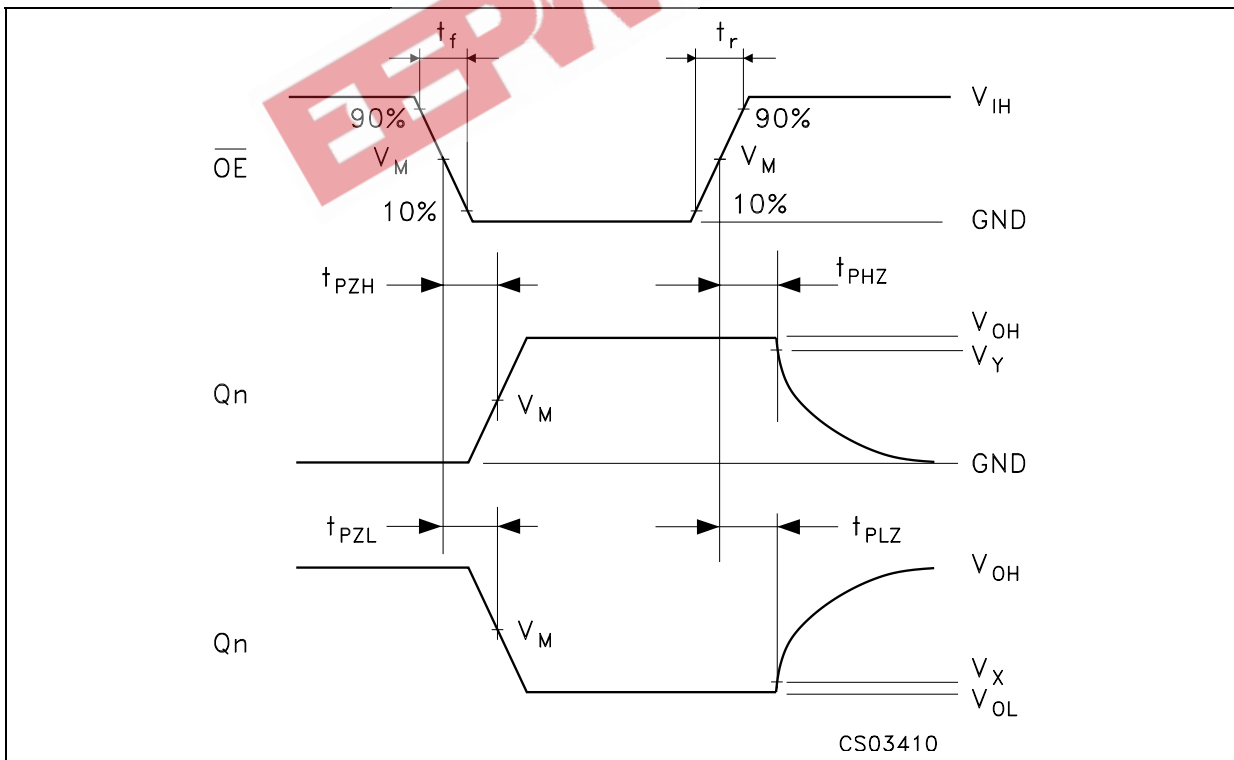 EEPW
tf
tr
90%
90%
VIH
OE
VM
VM
10%
10%
GND
tPZH
tPHZ
VOH
VY
Qn
VM
GND
tPZL
tPLZ
VOH
Qn
VM
VX
VOL
CS03410